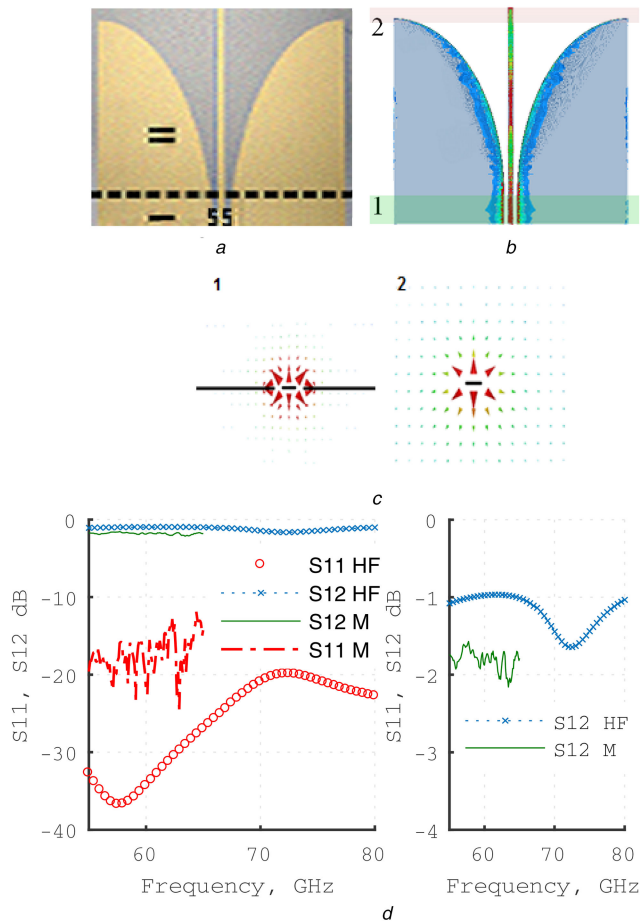 =
–
55
a
2
1
b
1
2
c
0
-10
-20
-30
-40
60
70
80
S11, S12 dB
Frequency, GHz
S11 HF
S12 HF
S12 M
S11 M
0
-1
-2
-3
-4
60
70
80
S11, S12 dB
Frequency, GHz
S12 HF
S12 M
d